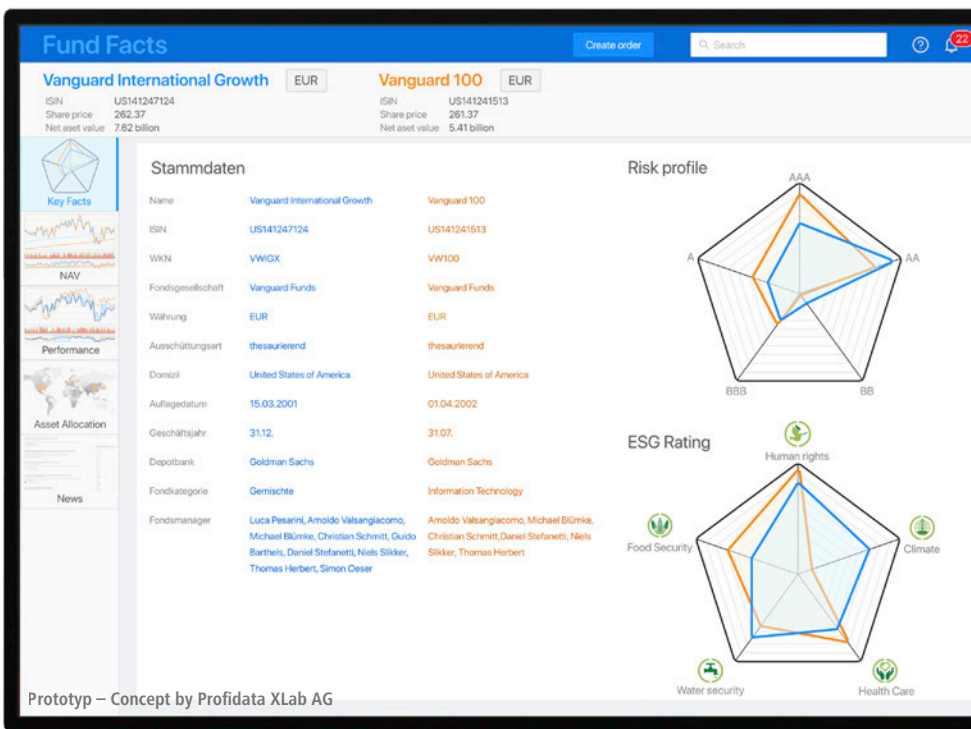 Fund Facts
Create order
Search
22
Vanguard International Growth EUR
ISIN US141247124
Share price 262.37
Net aset value 7.62 billion
Vanguard 100 EUR
ISIN US141241513
Share price 261.37
Net aset value 5.41 billion
Key Facts
NAV
Performance
Asset Allocation
News
Stammdaten
Name Vanguard International Growth Vanguard 100
ISIN US141247124 US141241513
WKN VWIGX VW100
Fondsgesellschaft Vanguard Funds Vanguard Funds
Währung EUR EUR
Ausschüttungsart thesaurierend thesaurierend
Domizil United States of America United States of America
Auflagedatum 15.03.2001 01.04.2002
Geschäftsjahr 31.12. 31.07.
Depotbank Goldman Sachs Goldman Sachs
Fondkategorie Gemischte Information Technology
Fondsmanager
Luca Pesarini, Arnoldo Valsangiacomo,
Michael Blümke, Christian Schmitt, Guido
Barthels, Daniel Stefanetti, Niels Slikker,
Thomas Herbert, Simon Oeser
Arnoldo Valsangiacomo, Michael Blümke,
Christian Schmitt,Daniel Stefanetti, Niels
Slikker, Thomas Herbert
Risk profile
AAA
A
AA
BBB
BB
ESG Rating
Human rights
Food Security
Climate
Water security
Health Care
Prototyp – Concept by Profidata XLab AG